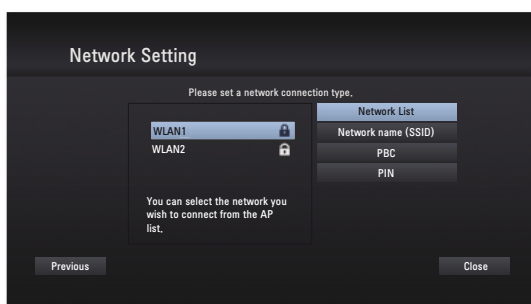 Network Setting
Please set a network connection type.
WLAN1
WLAN2
You can select the network you
wish to connect from the AP
list.
Network List
Network name (SSID)
PBC
PIN
Previous
Close